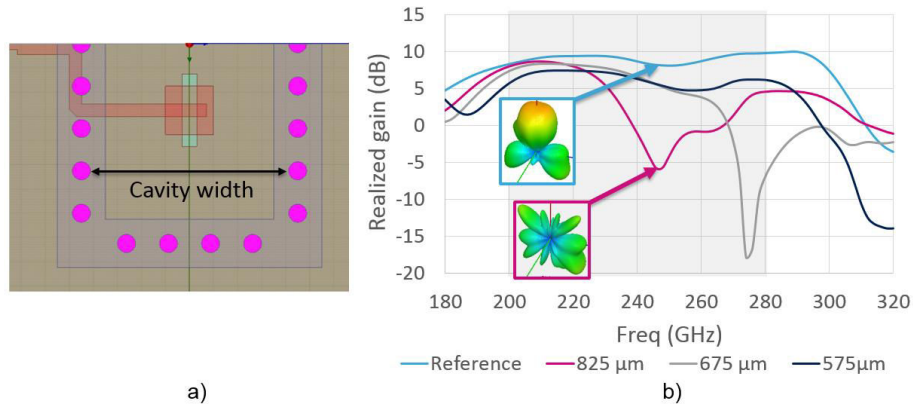 Cavity width
a)
Realized gain (dB)
15
10
5
0
-5
-10
-15
-20
180 200 220 240 260 280 300 320
Freq (GHz)
Reference 825 µm 675 µm 575µm
b)